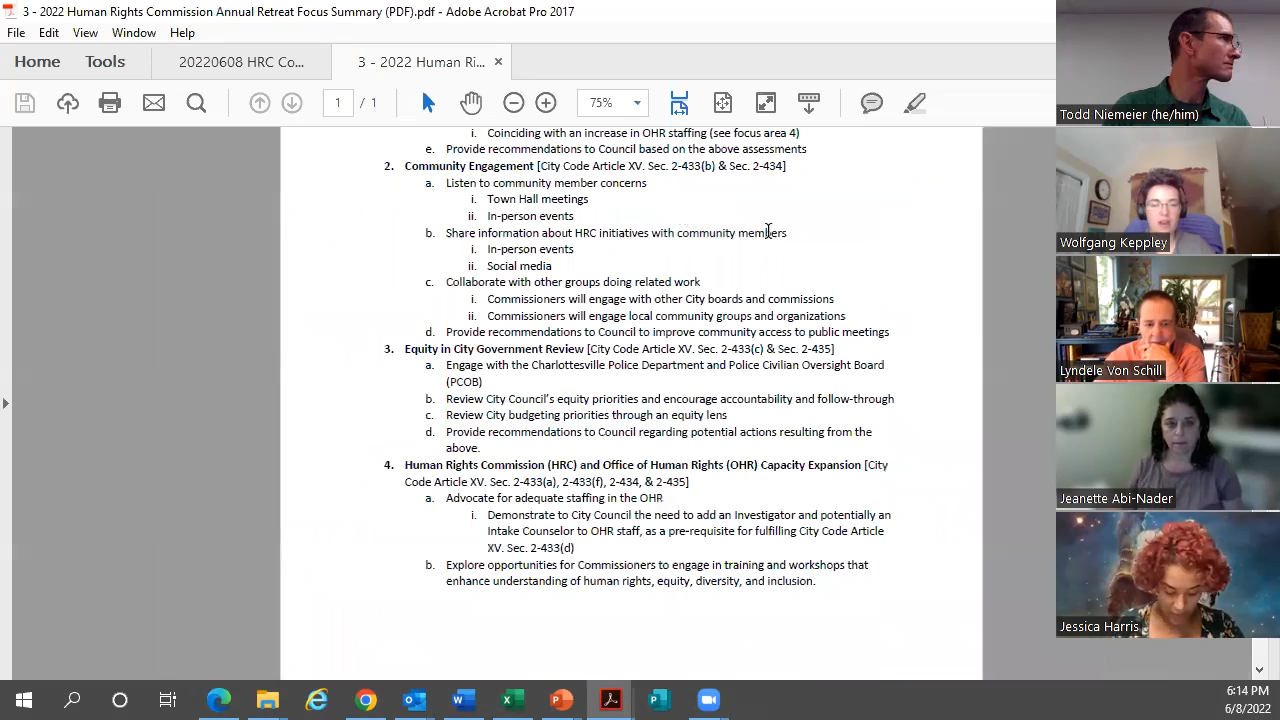 3 - 2022 Human Rights Commission Annual Retreat Focus Summary (PDF).pdf - Adobe Acrobat Pro 2017
File Edit View Window Help
Home Tools 20220608 HRC Co... 3 - 2022 Human Ri... ×
1 / 1 75%
i. Coinciding with an increase in OHR staffing (see focus area 4)
e. Provide recommendations to Council based on the above assessments
2. Community Engagement [City Code Article XV. Sec. 2-433(b) & Sec. 2-434]
a. Listen to community member concerns
i. Town Hall meetings
ii. In-person events
b. Share information about HRC initiatives with community members
i. In-person events
ii. Social media
c. Collaborate with other groups doing related work
i. Commissioners will engage with other City boards and commissions
ii. Commissioners will engage local community groups and organizations
d. Provide recommendations to Council to improve community access to public meetings
3. Equity in City Government Review [City Code Article XV. Sec. 2-433(c) & Sec. 2-435]
a. Engage with the Charlottesville Police Department and Police Civilian Oversight Board
(PCOB)
b. Review City Council’s equity priorities and encourage accountability and follow-through
c. Review City budgeting priorities through an equity lens
d. Provide recommendations to Council regarding potential actions resulting from the
above.
4. Human Rights Commission (HRC) and Office of Human Rights (OHR) Capacity Expansion [City
Code Article XV. Sec. 2-433(a), 2-433(f), 2-434, & 2-435]
a. Advocate for adequate staffing in the OHR
i. Demonstrate to City Council the need to add an Investigator and potentially an
Intake Counselor to OHR staff, as a pre-requisite for fulfilling City Code Article
XV. Sec. 2-433(d)
b. Explore opportunities for Commissioners to engage in training and workshops that
enhance understanding of human rights, equity, diversity, and inclusion.
Todd Niemeier (he/him)
Wolfgang Keppley
Lyndele Von Schill
Jeanette Abi-Nader
Jessica Harris
6:14 PM
6/8/2022